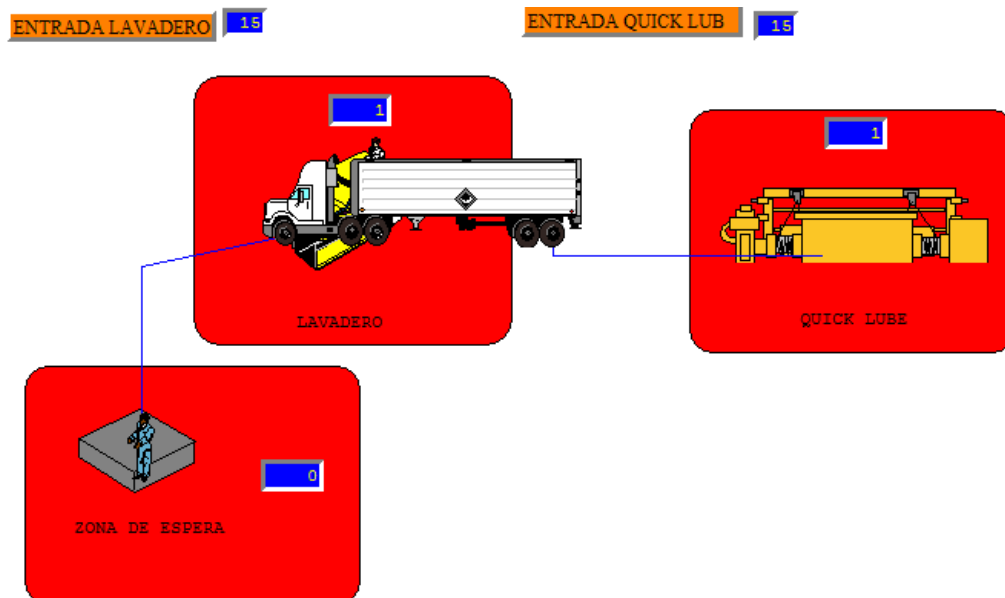 ENTRADA LAVADERO 15
ENTRADA QUICK LUB 15
1
1
LAVADERO
QUICK LUBE
0
ZONA DE ESPERA